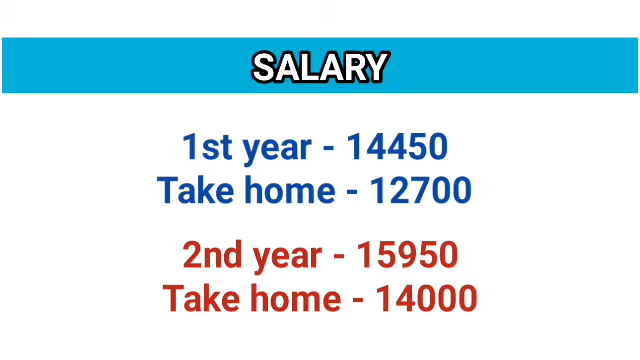 SALARY
1st year - 14450
Take home - 12700
2nd year - 15950
Take home - 14000